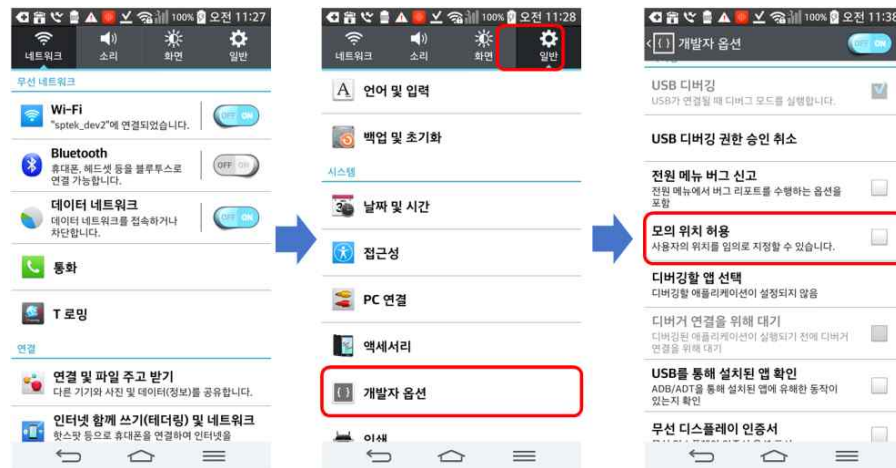 100% 오전 11:27
네트워크 소리 화면 일반
무선 네트워크
Wi-Fi
"sptek_dev2"에 연결되었습니다.
OFF ON
Bluetooth
휴대폰, 헤드셋 등을 블루투스로
연결 가능합니다.
OFF ON
데이터 네트워크
데이터 네트워크를 접속하거나
차단합니다.
OFF ON
통화
T 로밍
연결
연결 및 파일 주고 받기
다른 기기와 사진 및 데이터(정보)를 공유합니다.
인터넷 함께 쓰기(테더링) 및 네트워크
핫스팟 등으로 휴대폰을 연결하여 인터넷을
100% 오전 11:28
네트워크 소리 화면 일반
A 언어 및 입력
백업 및 초기화
시스템
날짜 및 시간
접근성
PC 연결
액세서리
{ } 개발자 옵션
인쇄
100% 오전 11:38
{ } 개발자 옵션
OFF ON
USB 디버깅
USB가 연결될 때 디버그 모드를 실행합니다.
USB 디버깅 권한 승인 취소
전원 메뉴 버그 신고
전원 메뉴에서 버그 리포트를 수행하는 옵션을
포함
모의 위치 허용
사용자의 위치를 임의로 지정할 수 있습니다.
디버깅할 앱 선택
디버깅할 애플리케이션이 설정되지 않음
디버거 연결을 위해 대기
디버깅된 애플리케이션이 실행되기 전에 디버거
연결을 위해 대기
USB를 통해 설치된 앱 확인
ADB/ADT을 통해 설치된 앱에 유해한 동작이
있는지 확인
무선 디스플레이 인증서